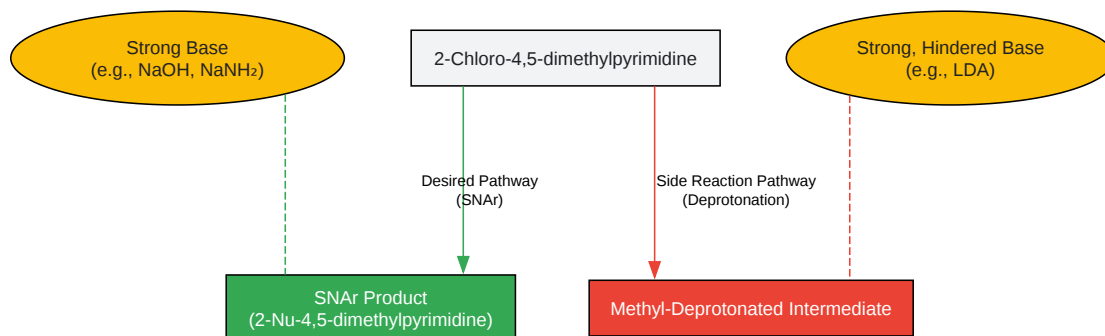 Strong Base
(e.g., NaOH, NaNH₂)
2-Chloro-4,5-dimethylpyrimidine
Strong, Hindered Base
(e.g., LDA)
Desired Pathway
(SNAr)
Side Reaction Pathway
(Deprotonation)
SNAr Product
(2-Nu-4,5-dimethylpyrimidine)
Methyl-Deprotonated Intermediate